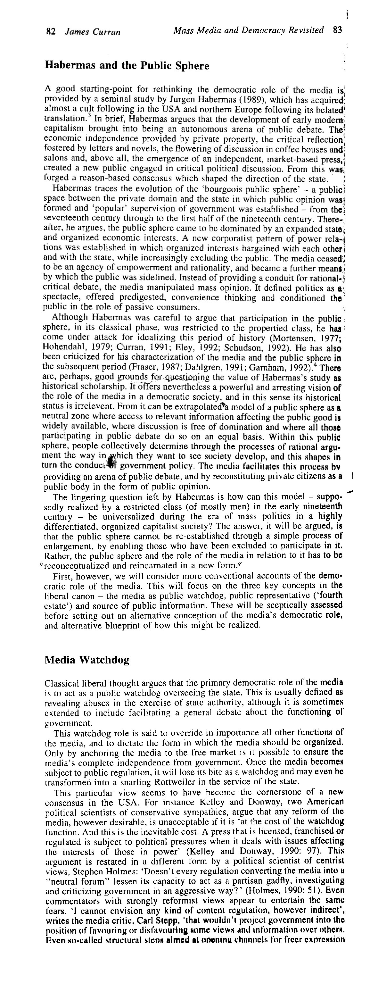 82 James Curran
Mass Media and Democracy Revisited 83
Habermas and the Public Sphere
A good starting-point for rethinking the democratic role of the media is
provided by a seminal study by Jurgen Habermas (1989), which has acquired
almost a cult following in the USA and northern Europe following its belated
translation.³ In brief, Habermas argues that the development of early modern
capitalism brought into being an autonomous arena of public debate. The
economic independence provided by private property, the critical reflection
fostered by letters and novels, the flowering of discussion in coffee houses and
salons and, above all, the emergence of an independent, market-based press,
created a new public engaged in critical political discussion. From this was
forged a reason-based consensus which shaped the direction of the state.
Habermas traces the evolution of the ‘bourgeois public sphere’ – a public
space between the private domain and the state in which public opinion was
formed and ‘popular’ supervision of government was established – from the
seventeenth century through to the first half of the nineteenth century. There-
after, he argues, the public sphere came to be dominated by an expanded state
and organized economic interests. A new corporatist pattern of power rela-
tions was established in which organized interests bargained with each other
and with the state, while increasingly excluding the public. The media ceased
to be an agency of empowerment and rationality, and became a further means
by which the public was sidelined. Instead of providing a conduit for rational-
critical debate, the media manipulated mass opinion. It defined politics as a
spectacle, offered predigested, convenience thinking and conditioned the
public in the role of passive consumers.
Although Habermas was careful to argue that participation in the public
sphere, in its classical phase, was restricted to the propertied class, he has
come under attack for idealizing this period of history (Mortensen, 1977;
Hohendahl, 1979; Curran, 1991; Eley, 1992; Schudson, 1992). He has also
been criticized for his characterization of the media and the public sphere in
the subsequent period (Fraser, 1987; Dahlgren, 1991; Garnham, 1992).⁴ There
are, perhaps, good grounds for questioning the value of Habermas's study as
historical scholarship. It offers nevertheless a powerful and arresting vision of
the role of the media in a democratic society, and in this sense its historical
status is irrelevent. From it can be extrapolated a model of a public sphere as a
neutral zone where access to relevant information affecting the public good is
widely available, where discussion is free of domination and where all those
participating in public debate do so on an equal basis. Within this public
sphere, people collectively determine through the processes of rational argu-
ment the way in which they want to see society develop, and this shapes in
turn the conduct of government policy. The media facilitates this process by
providing an arena of public debate, and by reconstituting private citizens as a
public body in the form of public opinion.
The lingering question left by Habermas is how can this model – suppo-
sedly realized by a restricted class (of mostly men) in the early nineteenth
century – be universalized during the era of mass politics in a highly
differentiated, organized capitalist society? The answer, it will be argued, is
that the public sphere cannot be re-established through a simple process of
enlargement, by enabling those who have been excluded to participate in it.
Rather, the public sphere and the role of the media in relation to it has to be
"reconceptualized and reincarnated in a new form."
First, however, we will consider more conventional accounts of the demo-
cratic role of the media. This will focus on the three key concepts in the
liberal canon – the media as public watchdog, public representative (‘fourth
estate’) and source of public information. These will be sceptically assessed
before setting out an alternative conception of the media's democratic role,
and alternative blueprint of how this might be realized.
Media Watchdog
Classical liberal thought argues that the primary democratic role of the media
is to act as a public watchdog overseeing the state. This is usually defined as
revealing abuses in the exercise of state authority, although it is sometimes
extended to include facilitating a general debate about the functioning of
government.
This watchdog role is said to override in importance all other functions of
the media, and to dictate the form in which the media should be organized.
Only by anchoring the media to the free market is it possible to ensure the
media's complete independence from government. Once the media becomes
subject to public regulation, it will lose its bite as a watchdog and may even be
transformed into a snarling Rottweiler in the service of the state.
This particular view seems to have become the cornerstone of a new
consensus in the USA. For instance Kelley and Donway, two American
political scientists of conservative sympathies, argue that any reform of the
media, however desirable, is unacceptable if it is ‘at the cost of the watchdog
function. And this is the inevitable cost. A press that is licensed, franchised or
regulated is subject to political pressures when it deals with issues affecting
the interests of those in power’ (Kelley and Donway, 1990: 97). This
argument is restated in a different form by a political scientist of centrist
views, Stephen Holmes: ‘Doesn't every regulation converting the media into a
“neutral forum” lessen its capacity to act as a partisan gadfly, investigating
and criticizing government in an aggressive way?’ (Holmes, 1990: 51). Even
commentators with strongly reformist views appear to entertain the same
fears. ‘I cannot envision any kind of content regulation, however indirect’,
writes the media critic, Carl Stepp, ‘that wouldn't project government into the
position of favouring or disfavouring some views and information over others.
Even so-called structural steps aimed at opening channels for freer expression